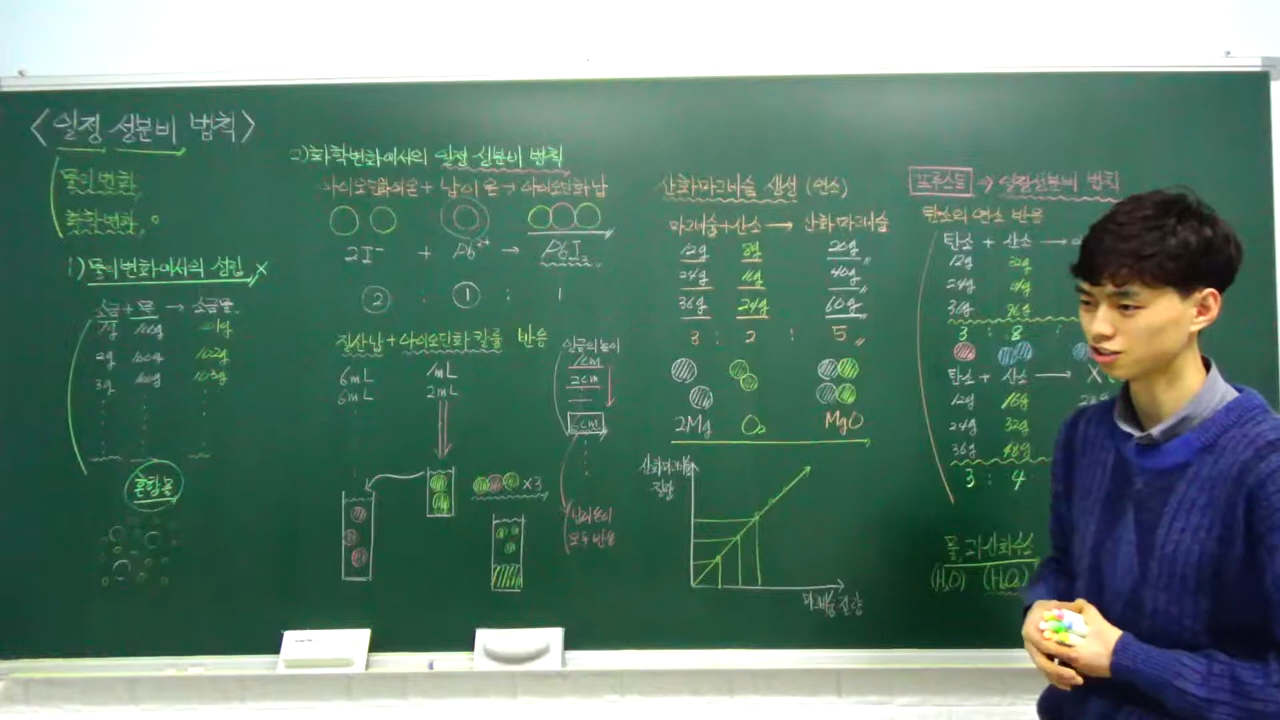 <일정 성분비 법칙>
물리변화
화학변화
1) 물리변화에서의 성립 X
소금 + 물 → 소금물
1g 100g 101g
2g 100g 102g
3g 100g 103g
혼합물
2) 화학변화에서의 일정 성분비 법칙
아이오딘화이온 + 납이온 → 아이오딘화납
2I⁻ + Pb²⁺ → PbI₂
2 : 1 : 1
질산납 + 아이오딘화칼륨 반응
6mL 1mL
6mL 2mL
앙금의 높이
1cm
2cm
6cm
×3
납이온이
모두 반응
산화마그네슘 생성 (연소)
마그네슘 + 산소 → 산화마그네슘
12g 8g 20g
24g 16g 40g
36g 24g 60g
3 : 2 : 5
2Mg O₂ MgO
산화마그네슘
질량
마그네슘 질량
프루스트 → 일정성분비 법칙
탄소의 연소 반응
탄소 + 산소 →
12g 32g
24g 64g
36g 96g
3 : 8 :
탄소 + 산소 → X
12g 16g
24g 32g
36g 48g
3 : 4
물, 과산화수소
(H₂O) (H₂O₂